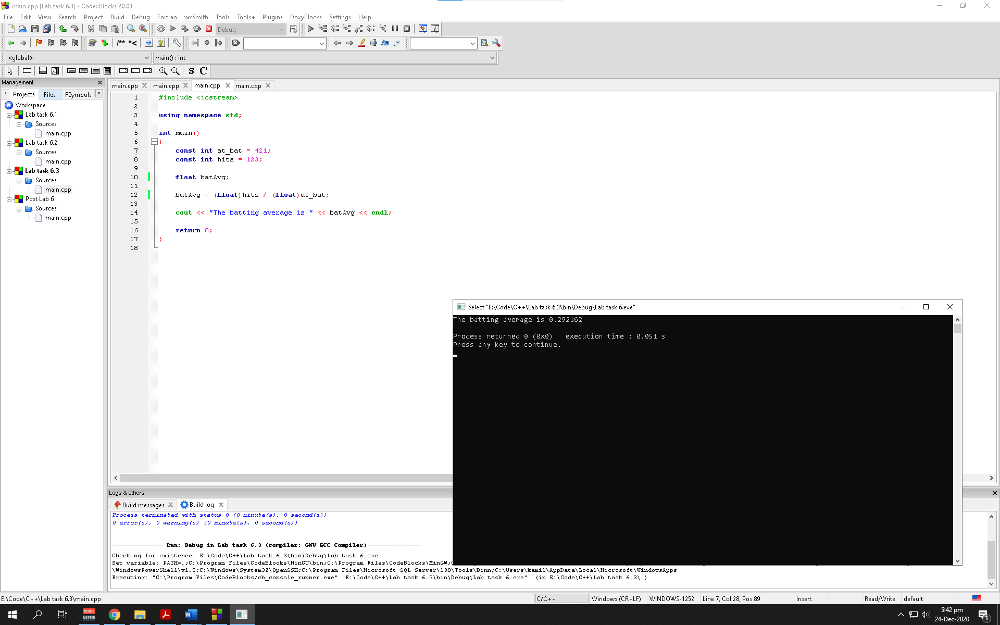 main.cpp [Lab task 6.3] - Code::Blocks 20.03
File Edit View Search Project Build Debug Fortran wxSmith Tools Tools+ Plugins DoxyBlocks Settings Help
Debug
/** *<
<global> main() : int
S C
Management
Projects Files FSymbols
Workspace
Lab task 6.1
Sources
main.cpp
Lab task 6.2
Sources
main.cpp
Lab task 6.3
Sources
main.cpp
Post Lab 6
Sources
main.cpp
main.cpp main.cpp main.cpp main.cpp
1 #include <iostream>
2
3 using namespace std;
4
5 int main()
6 {
7 const int at_bat = 421;
8 const int hits = 123;
9
10 float batAvg;
11
12 batAvg = (float)hits / (float)at_bat;
13
14 cout << "The batting average is " << batAvg << endl;
15
16 return 0;
17 }
18
Select "E:\Code\C++\Lab task 6.3\bin\Debug\Lab task 6.exe"
The batting average is 0.292162
Process returned 0 (0x0) execution time : 0.051 s
Press any key to continue.
Logs & others
Build messages Build log
Process terminated with status 0 (0 minute(s), 0 second(s))
0 error(s), 0 warning(s) (0 minute(s), 0 second(s))
-------------- Run: Debug in Lab task 6.3 (compiler: GNU GCC Compiler)---------------
Checking for existence: E:\Code\C++\Lab task 6.3\bin\Debug\Lab task 6.exe
Set variable: PATH=.;C:\Program Files\CodeBlocks\MinGW\bin;C:\Program Files\CodeBlocks\MinGW;
\WindowsPowerShell\v1.0;C:\Windows\System32\OpenSSH;C:\Program Files\Microsoft SQL Server\130\Tools\Binn;C:\Users\kamil\AppData\Local\Microsoft\WindowsApps
Executing: "C:\Program Files\CodeBlocks/cb_console_runner.exe" "E:\Code\C++\Lab task 6.3\bin\Debug\Lab task 6.exe" (in E:\Code\C++\Lab task 6.3\.)
E:\Code\C++\Lab task 6.3\main.cpp C/C++ Windows (CR+LF) WINDOWS-1252 Line 7, Col 28, Pos 89 Insert Read/Write default
VOICE
MEETER
5:42 pm
24-Dec-2020
1